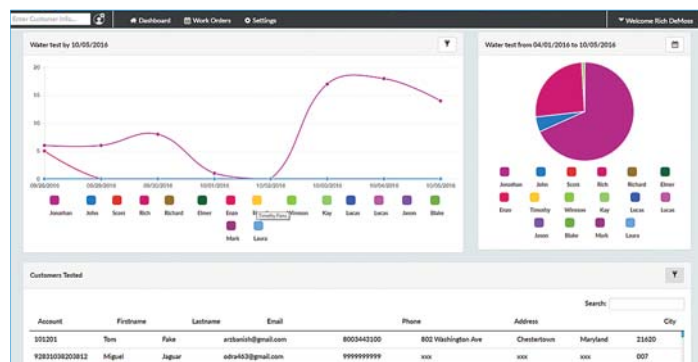 Enter Customer Info...
Dashboard Work Orders Settings
Welcome Rich DeMoss
Water test by 10/05/2016
Water test from 04/01/2016 to 10/05/2016
20
15
10
5
0
09/28/2016 09/29/2016 09/30/2016 10/01/2016 10/02/2016 10/03/2016 10/04/2016 10/05/2016
Jonathan John Scott Rich Richard Elmer Evan Winston Kay Lucas Lucas Jason Blake
Mark Laura
Jonathan John Scott Rich Richard Elmer
Evan Timothy Winston Kay Lucas Lucas
Jason Blake Mark Laura
Customers Tested
Search:
Account Firstname Lastname Email Phone Address City
101201 Tom Fake arzbanish@gmail.com 8003443100 802 Washington Ave Chestertown Maryland 21620
92831038203812 Miguel Jaguar odra463@gmail.com 9999999999 xxx xxx xxx 007